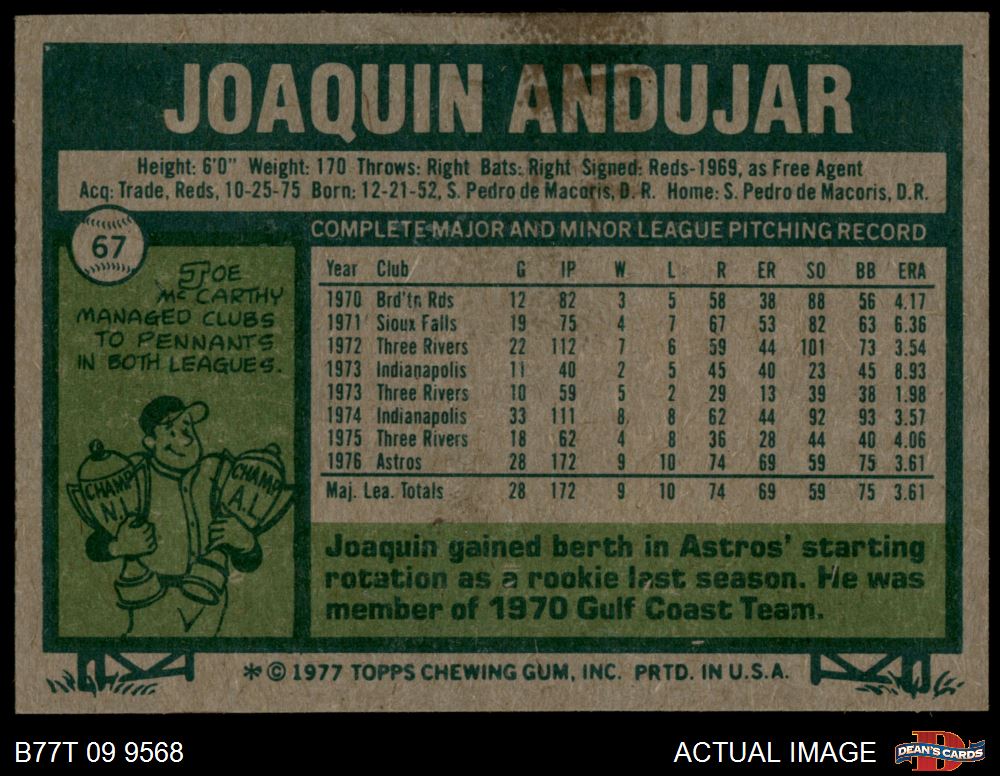 JOAQUIN ANDUJAR
Height: 6'0" Weight: 170 Throws: Right Bats: Right Signed: Reds-1969, as Free Agent
Acq: Trade, Reds, 10-25-75 Born: 12-21-52, S. Pedro de Macoris, D. R. Home: S. Pedro de Macoris, D.R.
67
JOE
McCARTHY
MANAGED CLUBS
TO PENNANTS
IN BOTH LEAGUES.
CHAMP N.L.
CHAMP A.L.
COMPLETE MAJOR AND MINOR LEAGUE PITCHING RECORD
Year Club G IP W L R ER SO BB ERA
1970 Brd'tn Rds 12 82 3 5 58 38 88 56 4.17
1971 Sioux Falls 19 75 4 7 67 53 82 63 6.36
1972 Three Rivers 22 112 7 6 59 44 101 73 3.54
1973 Indianapolis 11 40 2 5 45 40 23 45 8.93
1973 Three Rivers 10 59 5 2 29 13 39 38 1.98
1974 Indianapolis 33 111 8 8 62 44 92 93 3.57
1975 Three Rivers 18 62 4 8 36 28 44 40 4.06
1976 Astros 28 172 9 10 74 69 59 75 3.61
Maj. Lea. Totals 28 172 9 10 74 69 59 75 3.61
Joaquin gained berth in Astros' starting
rotation as a rookie last season. He was
member of 1970 Gulf Coast Team.
*© 1977 TOPPS CHEWING GUM, INC. PRTD. IN U.S.A.
B77T 09 9568
ACTUAL IMAGE
DEAN'S CARDS